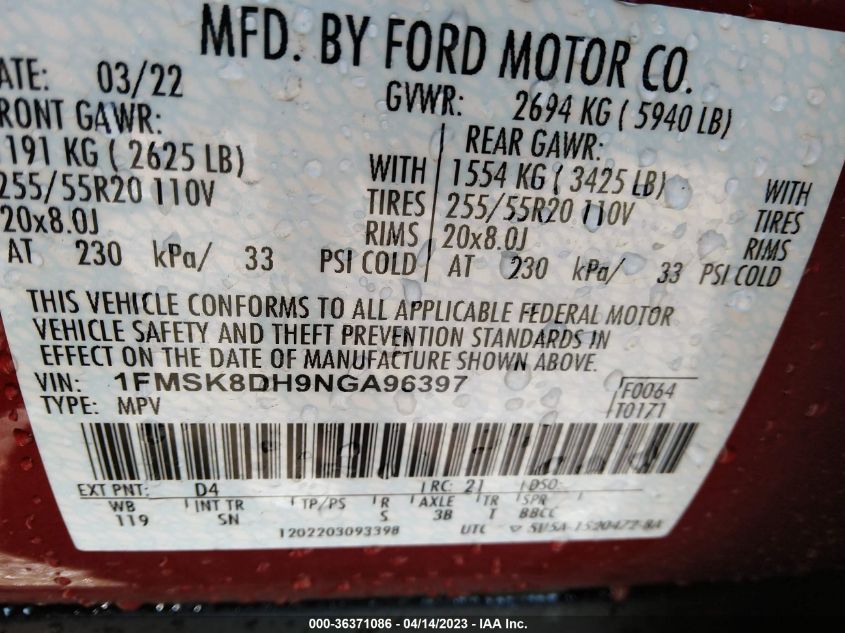 MFD. BY FORD MOTOR CO.
ATE: 03/22 GVWR: 2694 KG ( 5940 LB)
RONT GAWR: REAR GAWR:
191 KG ( 2625 LB) WITH 1554 KG ( 3425 LB) WITH
255/55R20 110V TIRES 255/55R20 110V TIRES
20x8.0J RIMS 20x8.0J RIMS
AT 230 kPa/ 33 PSI COLD AT 230 kPa/ 33 PSI COLD
THIS VEHICLE CONFORMS TO ALL APPLICABLE FEDERAL MOTOR
VEHICLE SAFETY AND THEFT PREVENTION STANDARDS IN
EFFECT ON THE DATE OF MANUFACTURE SHOWN ABOVE.
VIN: 1FMSK8DH9NGA96397 F0064
TYPE: MPV T0171
EXT PNT: D4 RC: 21 DSO:
WB INT TR TP/PS R AXLE TR SPR
119 SN S 3B T BBCC
1202203093398 UTC 5U5A-1520472-BA
000-36371086 - 04/14/2023 - IAA Inc.